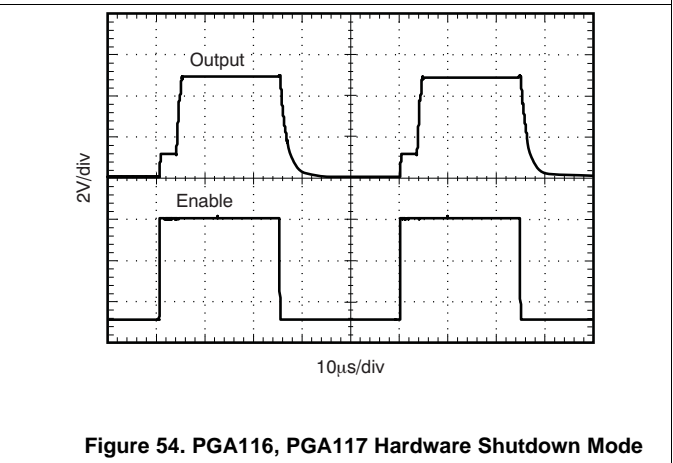 Output
2V/div
Enable
10µs/div
Figure 54. PGA116, PGA117 Hardware Shutdown Mode